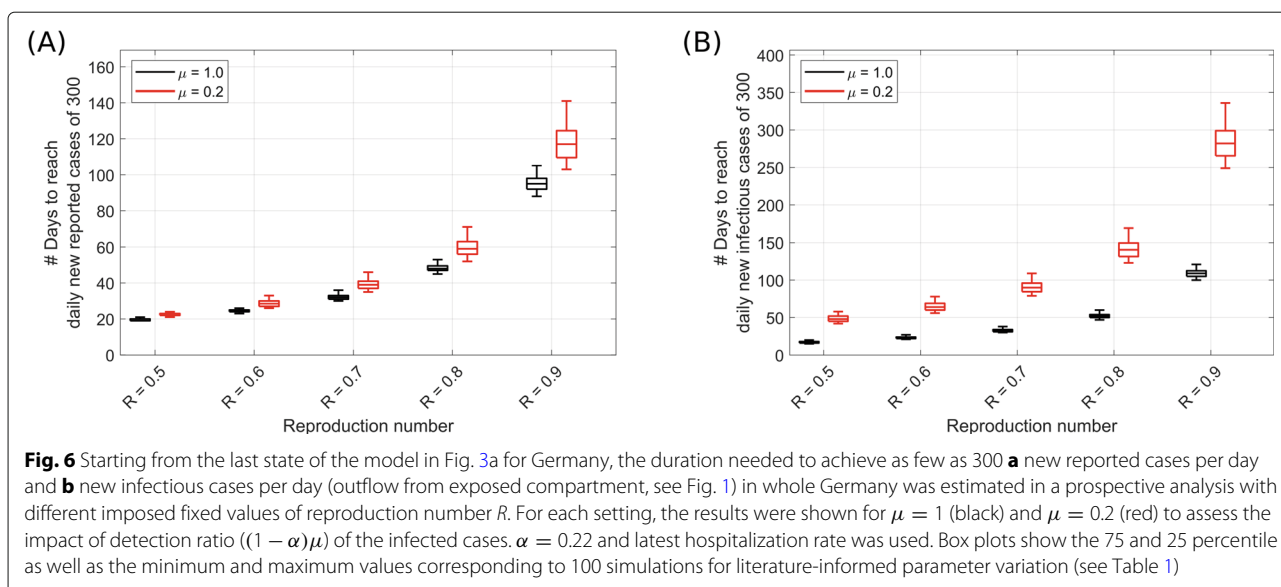 (A)
# Days to reach
daily new reported cases of 300
160
140
120
100
80
60
40
20
0
μ = 1.0
μ = 0.2
R = 0.5
R = 0.6
R = 0.7
R = 0.8
R = 0.9
Reproduction number
(B)
# Days to reach
daily new infectious cases of 300
400
350
300
250
200
150
100
50
0
μ = 1.0
μ = 0.2
R = 0.5
R = 0.6
R = 0.7
R = 0.8
R = 0.9
Reproduction number
Fig. 6 Starting from the last state of the model in Fig. 3a for Germany, the duration needed to achieve as few as 300 a new reported cases per day
and b new infectious cases per day (outflow from exposed compartment, see Fig. 1) in whole Germany was estimated in a prospective analysis with
different imposed fixed values of reproduction number R. For each setting, the results were shown for μ = 1 (black) and μ = 0.2 (red) to assess the
impact of detection ratio ((1 − α)μ) of the infected cases. α = 0.22 and latest hospitalization rate was used. Box plots show the 75 and 25 percentile
as well as the minimum and maximum values corresponding to 100 simulations for literature-informed parameter variation (see Table 1)